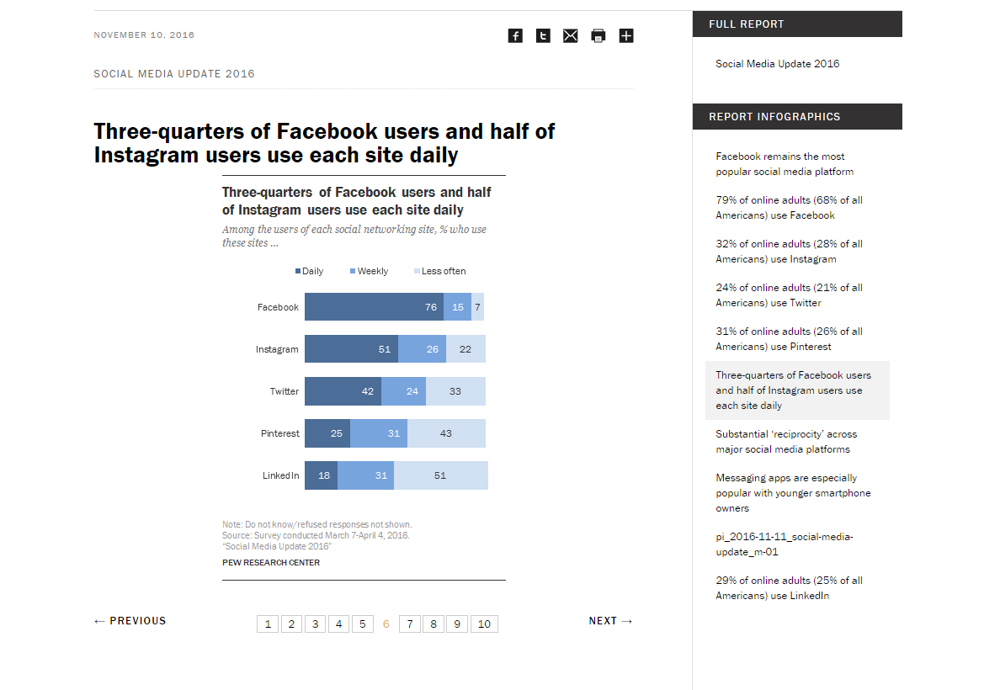 NOVEMBER 10, 2016
SOCIAL MEDIA UPDATE 2016
Three-quarters of Facebook users and half of
Instagram users use each site daily
Three-quarters of Facebook users and half
of Instagram users use each site daily
Among the users of each social networking site, % who use
these sites ...
Daily Weekly Less often
Facebook 76 15 7
Instagram 51 26 22
Twitter 42 24 33
Pinterest 25 31 43
LinkedIn 18 31 51
Note: Do not know/refused responses not shown.
Source: Survey conducted March 7-April 4, 2016.
“Social Media Update 2016”
PEW RESEARCH CENTER
← PREVIOUS 1 2 3 4 5 6 7 8 9 10 NEXT →
FULL REPORT
Social Media Update 2016
REPORT INFOGRAPHICS
Facebook remains the most
popular social media platform
79% of online adults (68% of all
Americans) use Facebook
32% of online adults (28% of all
Americans) use Instagram
24% of online adults (21% of all
Americans) use Twitter
31% of online adults (26% of all
Americans) use Pinterest
Three-quarters of Facebook users
and half of Instagram users use
each site daily
Substantial ‘reciprocity’ across
major social media platforms
Messaging apps are especially
popular with younger smartphone
owners
pi_2016-11-11_social-media-
update_m-01
29% of online adults (25% of all
Americans) use LinkedIn